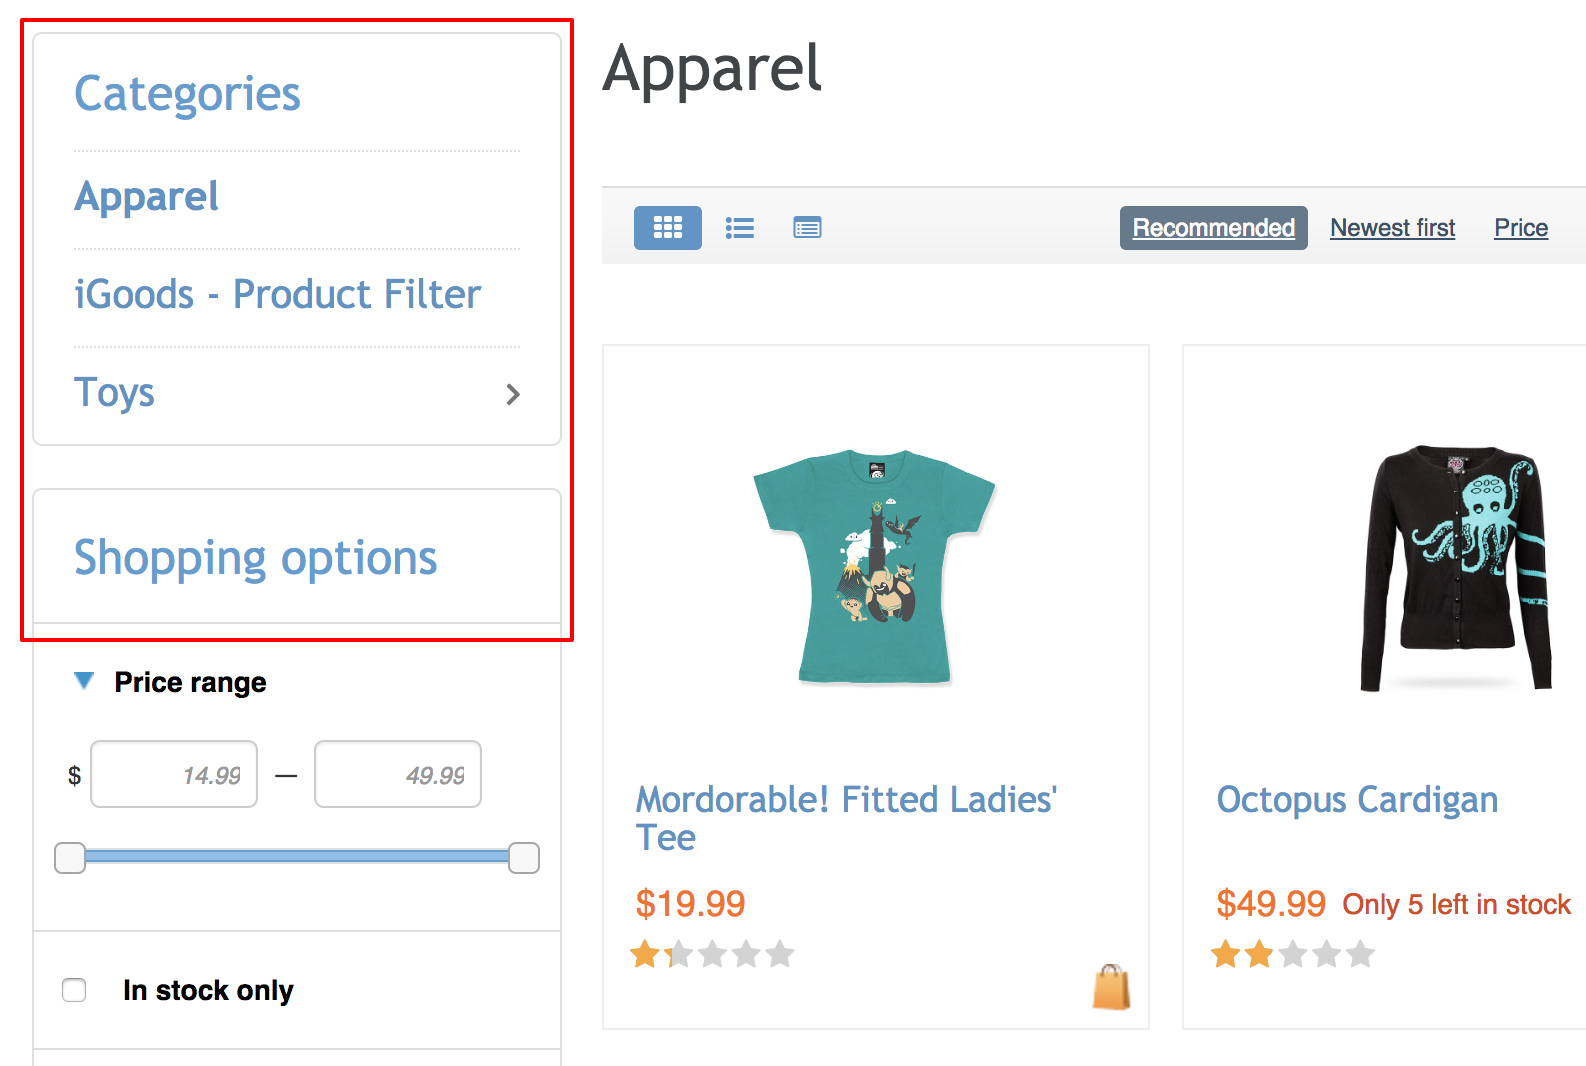 Categories
Apparel
iGoods - Product Filter
Toys
Shopping options
Price range
$ 14.99 — 49.99
In stock only
Apparel
Recommended Newest first Price
Mordorable! Fitted Ladies'
Tee
$19.99
Octopus Cardigan
$49.99 Only 5 left in stock